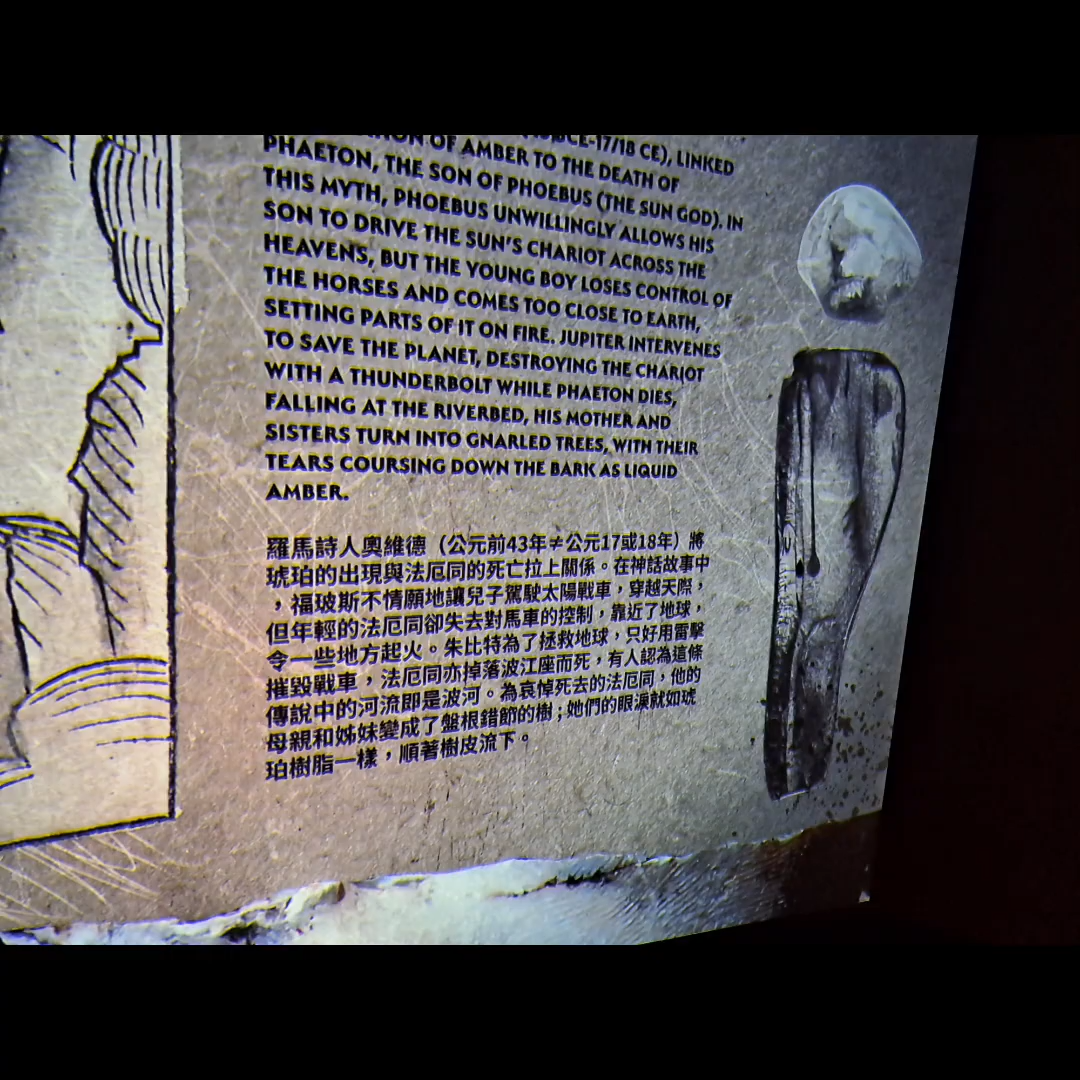 OF AMBER TO THE DEATH OF
PHAETON, THE SON OF PHOEBUS (THE SUN GOD). IN
THIS MYTH, PHOEBUS UNWILLINGLY ALLOWS HIS
SON TO DRIVE THE SUN'S CHARIOT ACROSS THE
HEAVENS, BUT THE YOUNG BOY LOSES CONTROL OF
THE HORSES AND COMES TOO CLOSE TO EARTH,
SETTING PARTS OF IT ON FIRE. JUPITER INTERVENES
TO SAVE THE PLANET, DESTROYING THE CHARIOT
WITH A THUNDERBOLT WHILE PHAETON DIES,
FALLING AT THE RIVERBED, HIS MOTHER AND
SISTERS TURN INTO GNARLED TREES, WITH THEIR
TEARS COURSING DOWN THE BARK AS LIQUID
AMBER.
羅馬詩人奧維德（公元前43年≠公元17或18年）將
琥珀的出現與法厄同的死亡拉上關係。在神話故事中
，福玻斯不情願地讓兒子駕駛太陽戰車，穿越天際，
但年輕的法厄同卻失去對馬車的控制，靠近了地球，
令一些地方起火。朱比特為了拯救地球，只好用雷擊
摧毀戰車，法厄同亦掉落波江座而死，有人認為這條
傳說中的河流即是波河。為哀悼死去的法厄同，他的
母親和姊妹變成了盤根錯節的樹；她們的眼淚就如琥
珀樹脂一樣，順著樹皮流下。